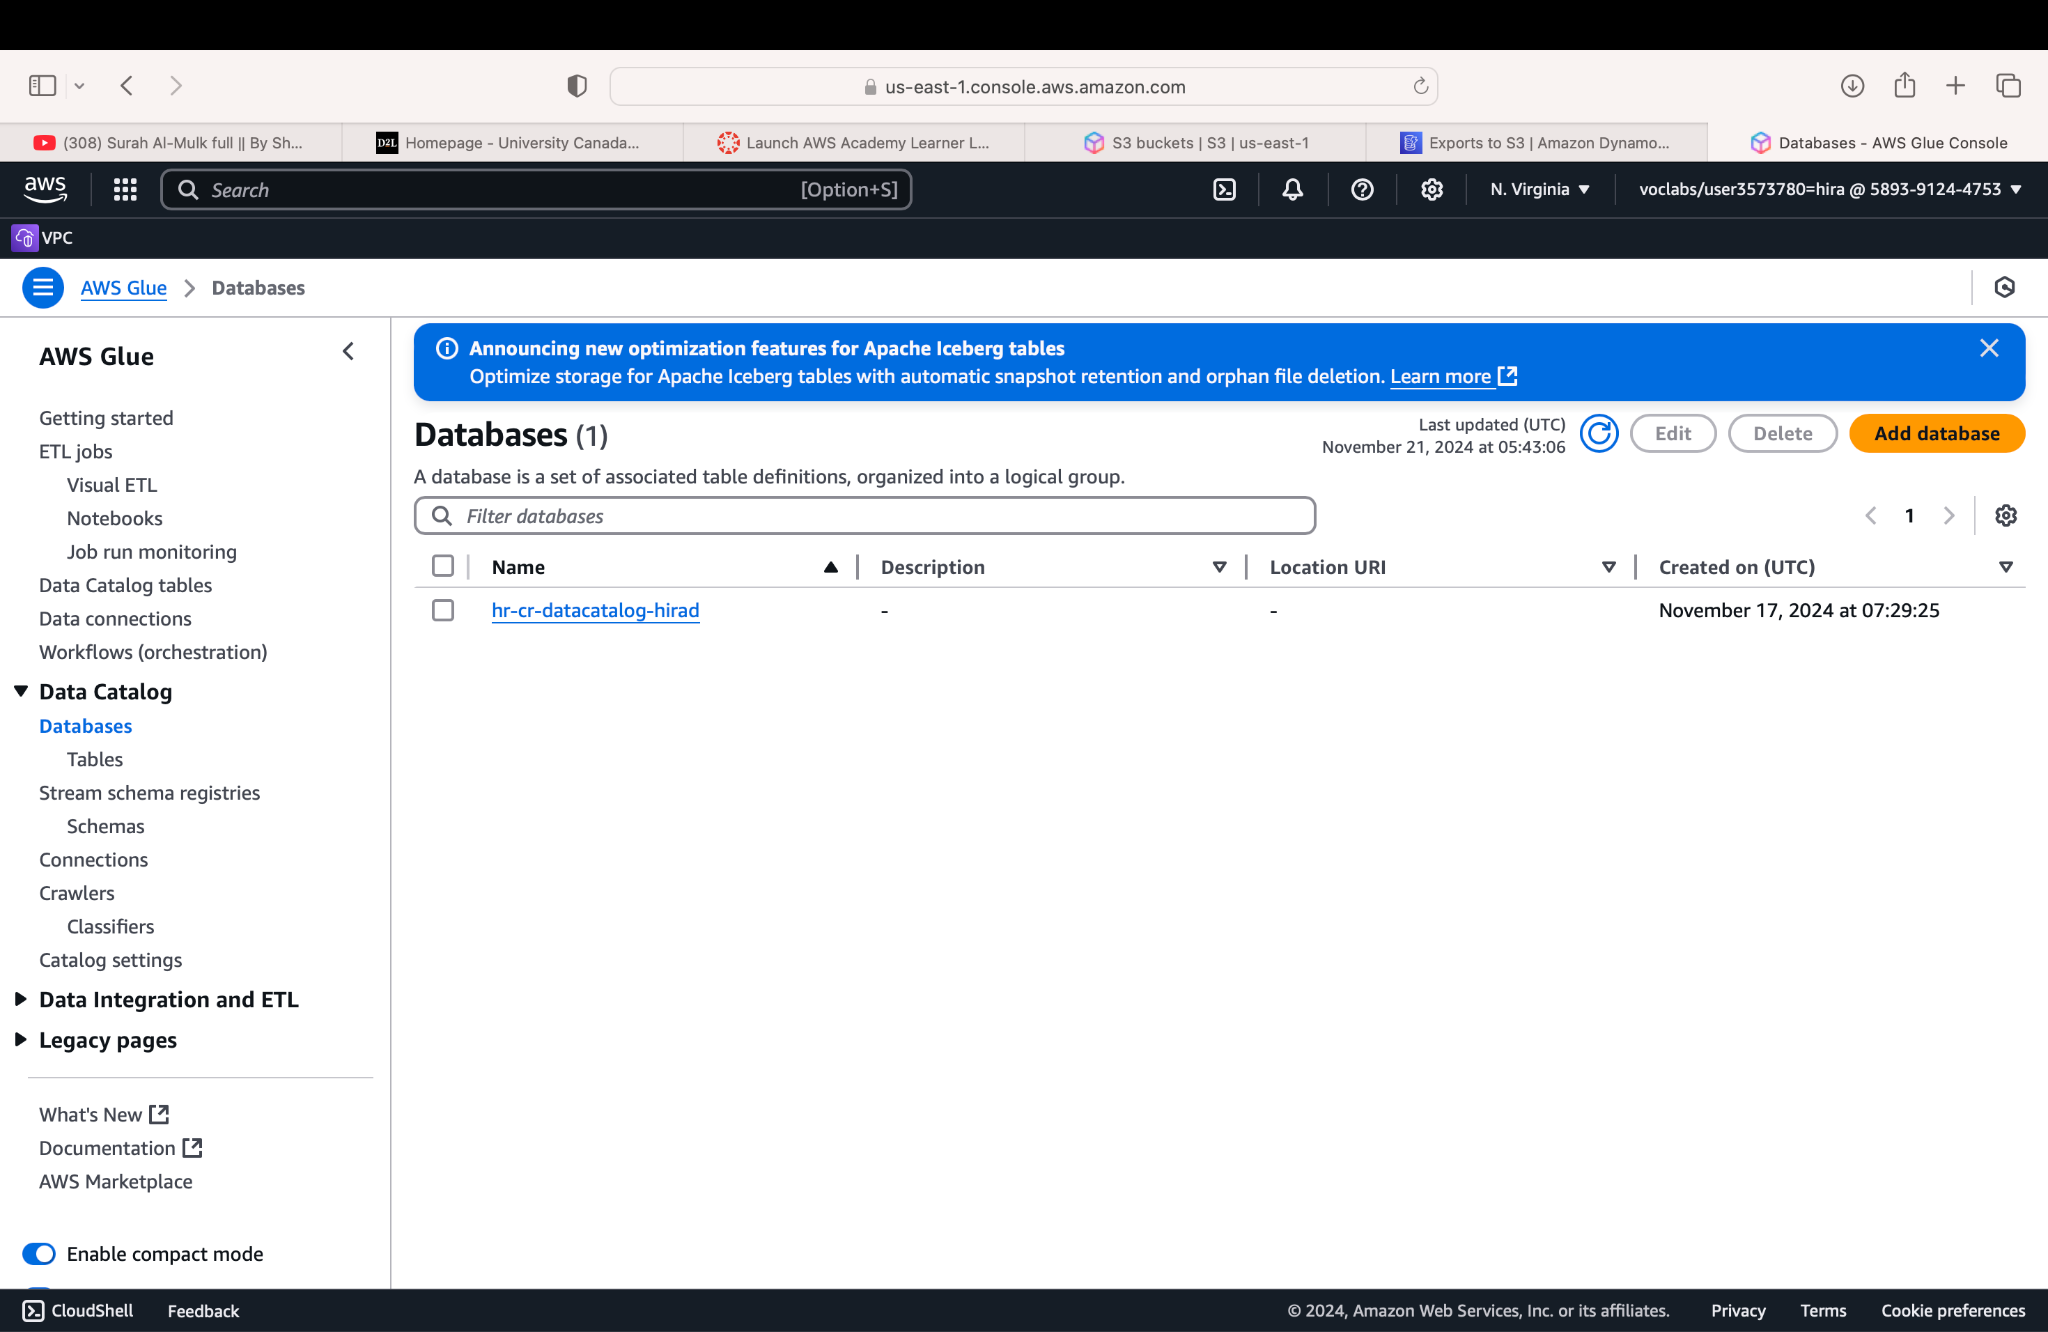 us-east-1.console.aws.amazon.com
(308) Surah Al-Mulk full || By Sh...
D2L Homepage - University Canada...
Launch AWS Academy Learner L...
S3 buckets | S3 | us-east-1
Exports to S3 | Amazon Dynamo...
Databases - AWS Glue Console
aws
Search [Option+S]
N. Virginia
voclabs/user3573780=hira @ 5893-9124-4753
VPC
AWS Glue > Databases
AWS Glue
Getting started
ETL jobs
Visual ETL
Notebooks
Job run monitoring
Data Catalog tables
Data connections
Workflows (orchestration)
Data Catalog
Databases
Tables
Stream schema registries
Schemas
Connections
Crawlers
Classifiers
Catalog settings
Data Integration and ETL
Legacy pages
What's New
Documentation
AWS Marketplace
Enable compact mode
Announcing new optimization features for Apache Iceberg tables
Optimize storage for Apache Iceberg tables with automatic snapshot retention and orphan file deletion. Learn more
Databases (1)
Last updated (UTC)
November 21, 2024 at 05:43:06
Edit
Delete
Add database
A database is a set of associated table definitions, organized into a logical group.
Filter databases
1
Name Description Location URI Created on (UTC)
hr-cr-datacatalog-hirad - - November 17, 2024 at 07:29:25
CloudShell Feedback © 2024, Amazon Web Services, Inc. or its affiliates. Privacy Terms Cookie preferences